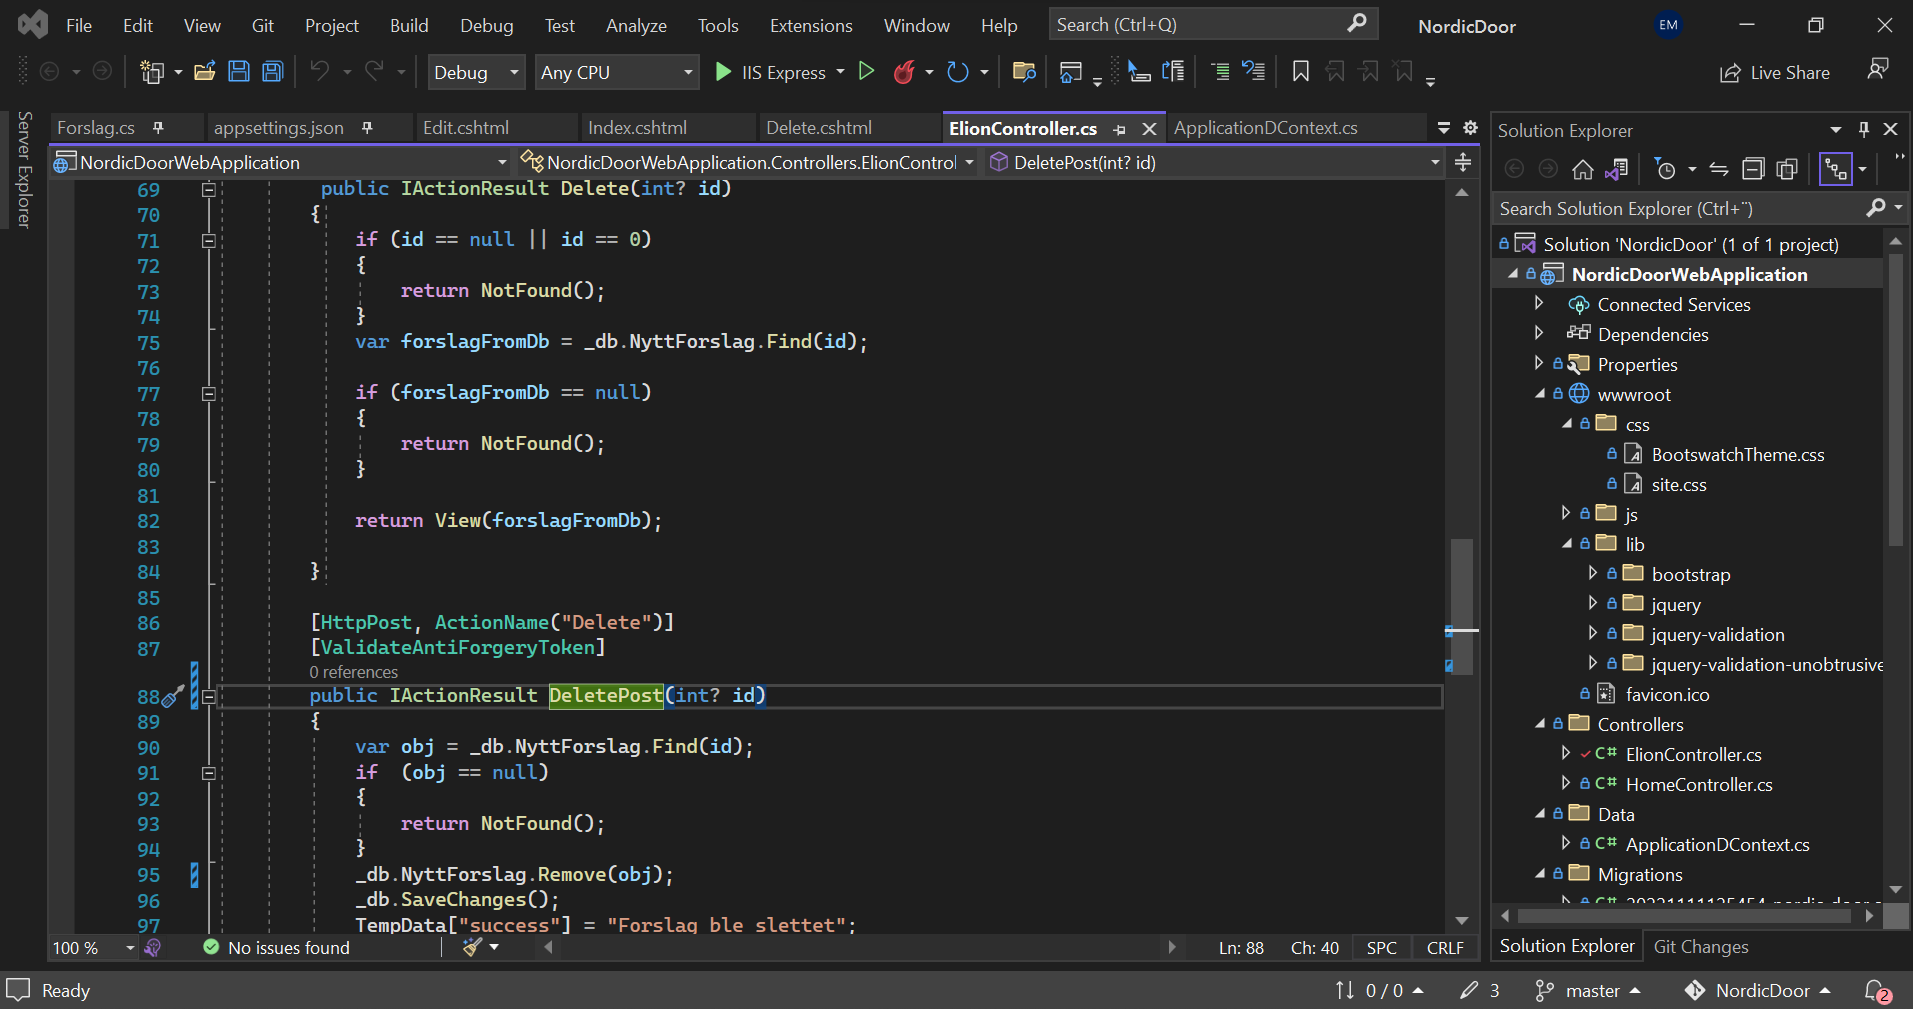 File Edit View Git Project Build Debug Test Analyze Tools Extensions Window Help Search (Ctrl+Q) NordicDoor EM
Debug Any CPU IIS Express Live Share
Server Explorer
Forslag.cs appsettings.json Edit.cshtml Index.cshtml Delete.cshtml ElionController.cs ApplicationDContext.cs
NordicDoorWebApplication NordicDoorWebApplication.Controllers.ElionControl DeletePost(int? id)
69 public IActionResult Delete(int? id)
70 {
71 if (id == null || id == 0)
72 {
73 return NotFound();
74 }
75 var forslagFromDb = _db.NyttForslag.Find(id);
76
77 if (forslagFromDb == null)
78 {
79 return NotFound();
80 }
81
82 return View(forslagFromDb);
83
84 }
85
86 [HttpPost, ActionName("Delete")]
87 [ValidateAntiForgeryToken]
0 references
88 public IActionResult DeletePost(int? id)
89 {
90 var obj = _db.NyttForslag.Find(id);
91 if (obj == null)
92 {
93 return NotFound();
94 }
95 _db.NyttForslag.Remove(obj);
96 _db.SaveChanges();
97 TempData["success"] = "Forslag ble slettet";
100 % No issues found Ln: 88 Ch: 40 SPC CRLF
Solution Explorer
Search Solution Explorer (Ctrl+¨)
Solution 'NordicDoor' (1 of 1 project)
NordicDoorWebApplication
Connected Services
Dependencies
Properties
wwwroot
css
BootswatchTheme.css
site.css
js
lib
bootstrap
jquery
jquery-validation
jquery-validation-unobtrusive
favicon.ico
Controllers
C# ElionController.cs
C# HomeController.cs
Data
C# ApplicationDContext.cs
Migrations
Solution Explorer Git Changes
Ready 0 / 0 3 master NordicDoor 2